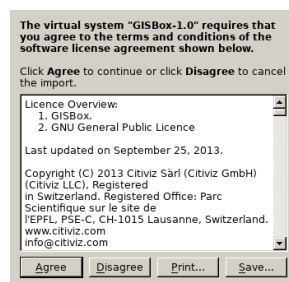 The virtual system "GISBox-1.0" requires that
you agree to the terms and conditions of the
software license agreement shown below.
Click Agree to continue or click Disagree to cancel
the import.
Licence Overview:
1. GISBox.
2. GNU General Public Licence
Last updated on September 25, 2013.
Copyright (C) 2013 Citiviz Sàrl (Citiviz GmbH)
(Citiviz LLC), Registered
in Switzerland. Registered Office: Parc
Scientifique sur le site de
l'EPFL, PSE-C, CH-1015 Lausanne, Switzerland.
www.citiviz.com
info@citiviz.com
Agree Disagree Print... Save...